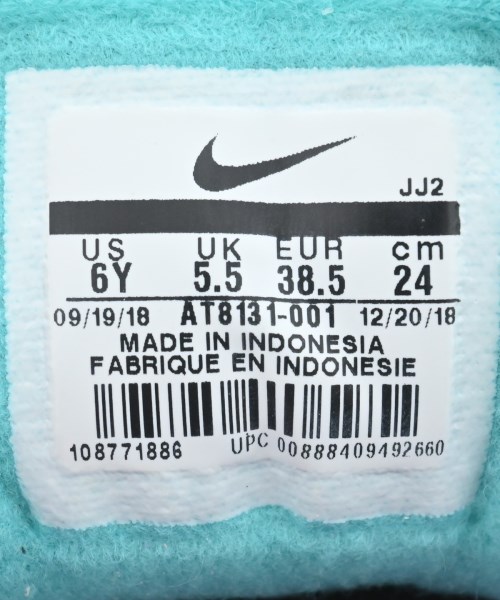 JJ2
US UK EUR cm
6Y 5.5 38.5 24
09/19/18 AT8131-001 12/20/18
MADE IN INDONESIA
FABRIQUE EN INDONESIE
108771886 UPC 00888409492660